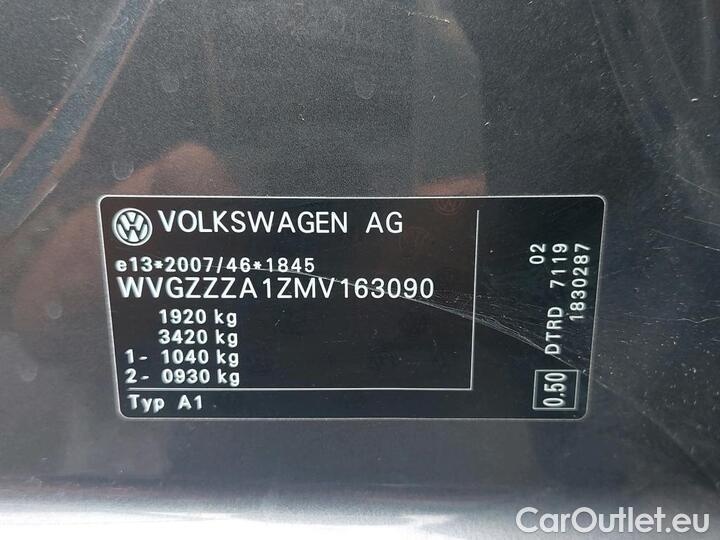 VOLKSWAGEN AG
e13*2007/46*1845
WVGZZZA1ZMV163090
1920 kg
3420 kg
1- 1040 kg
2- 0930 kg
Typ A1
02
DTRD 7119
0.50 1830287
CarOutlet.eu